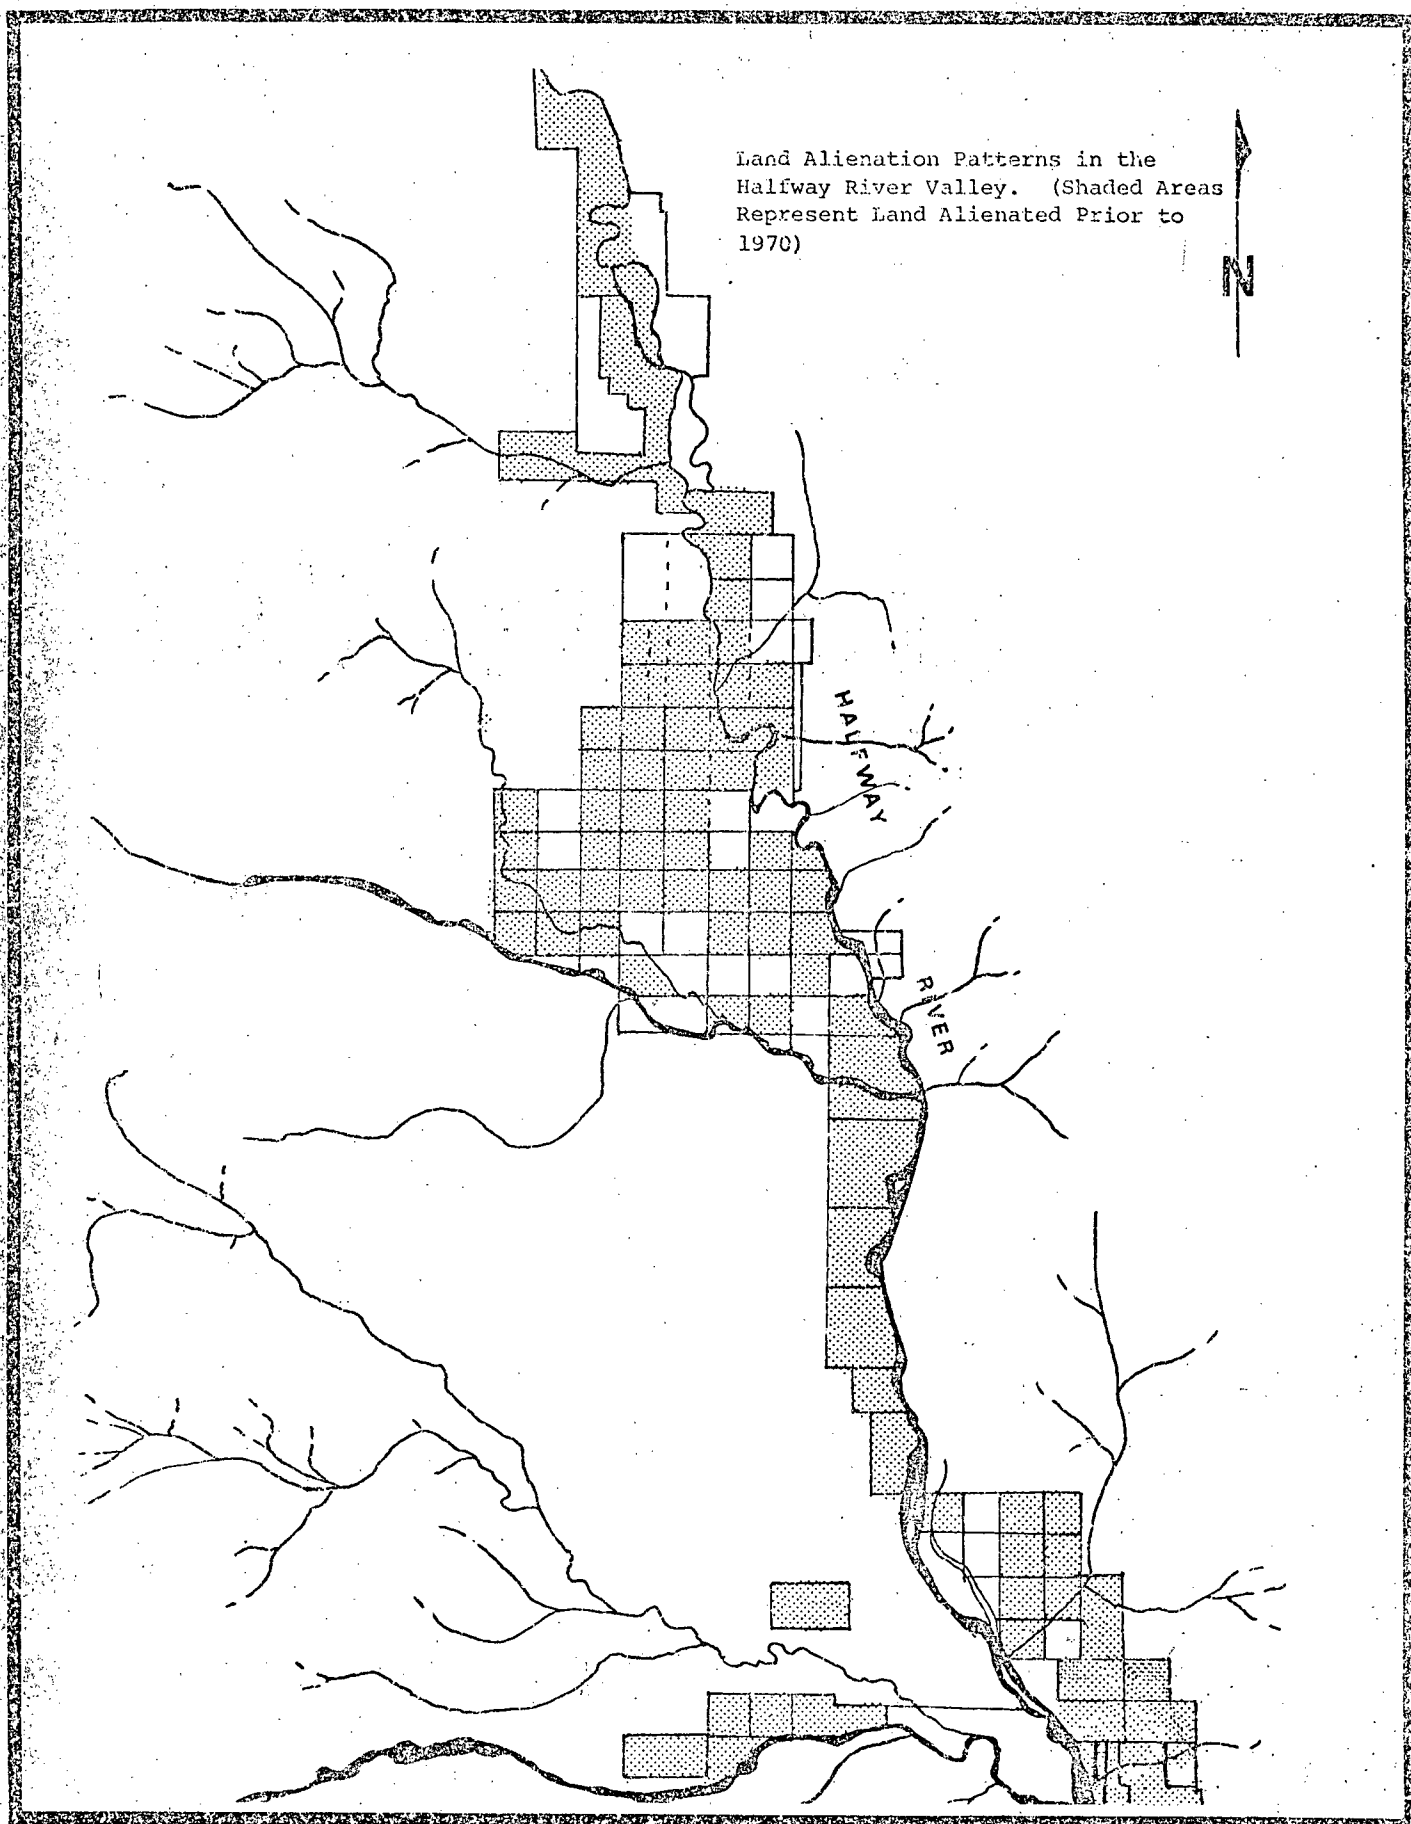 Land Alienation Patterns in the
Halfway River Valley.  (Shaded Areas
Represent Land Alienated Prior to
1970)
N
HALFWAY
RIVER